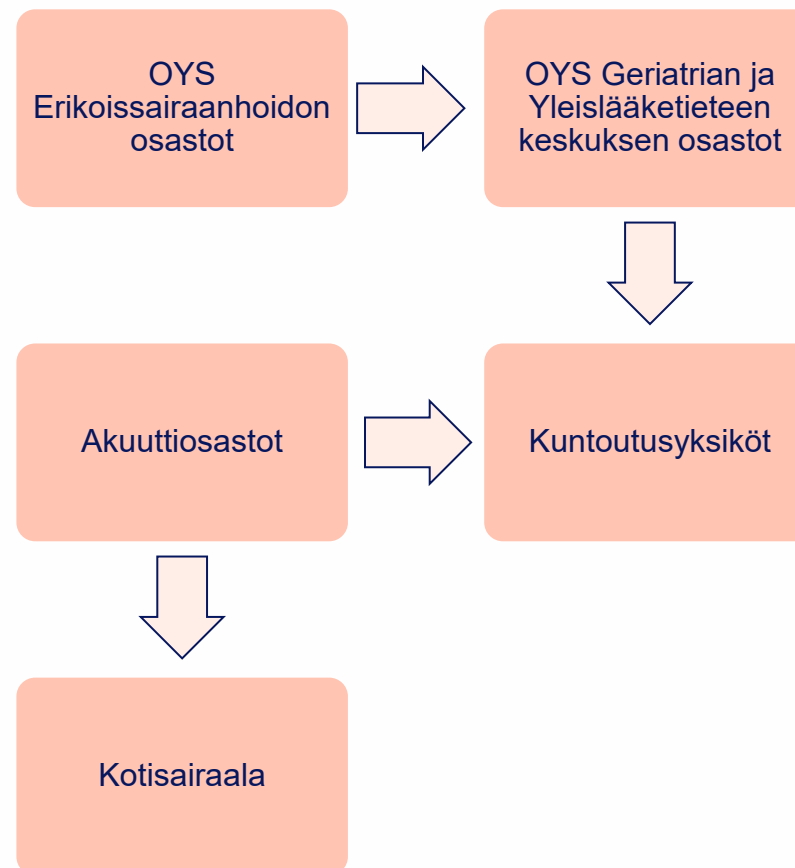 OYS
Erikoissairaanhoidon
osastot
OYS Geriatrian ja
Yleislääketieteen
keskuksen osastot
Akuuttiosastot
Kuntoutusyksiköt
Kotisairaala